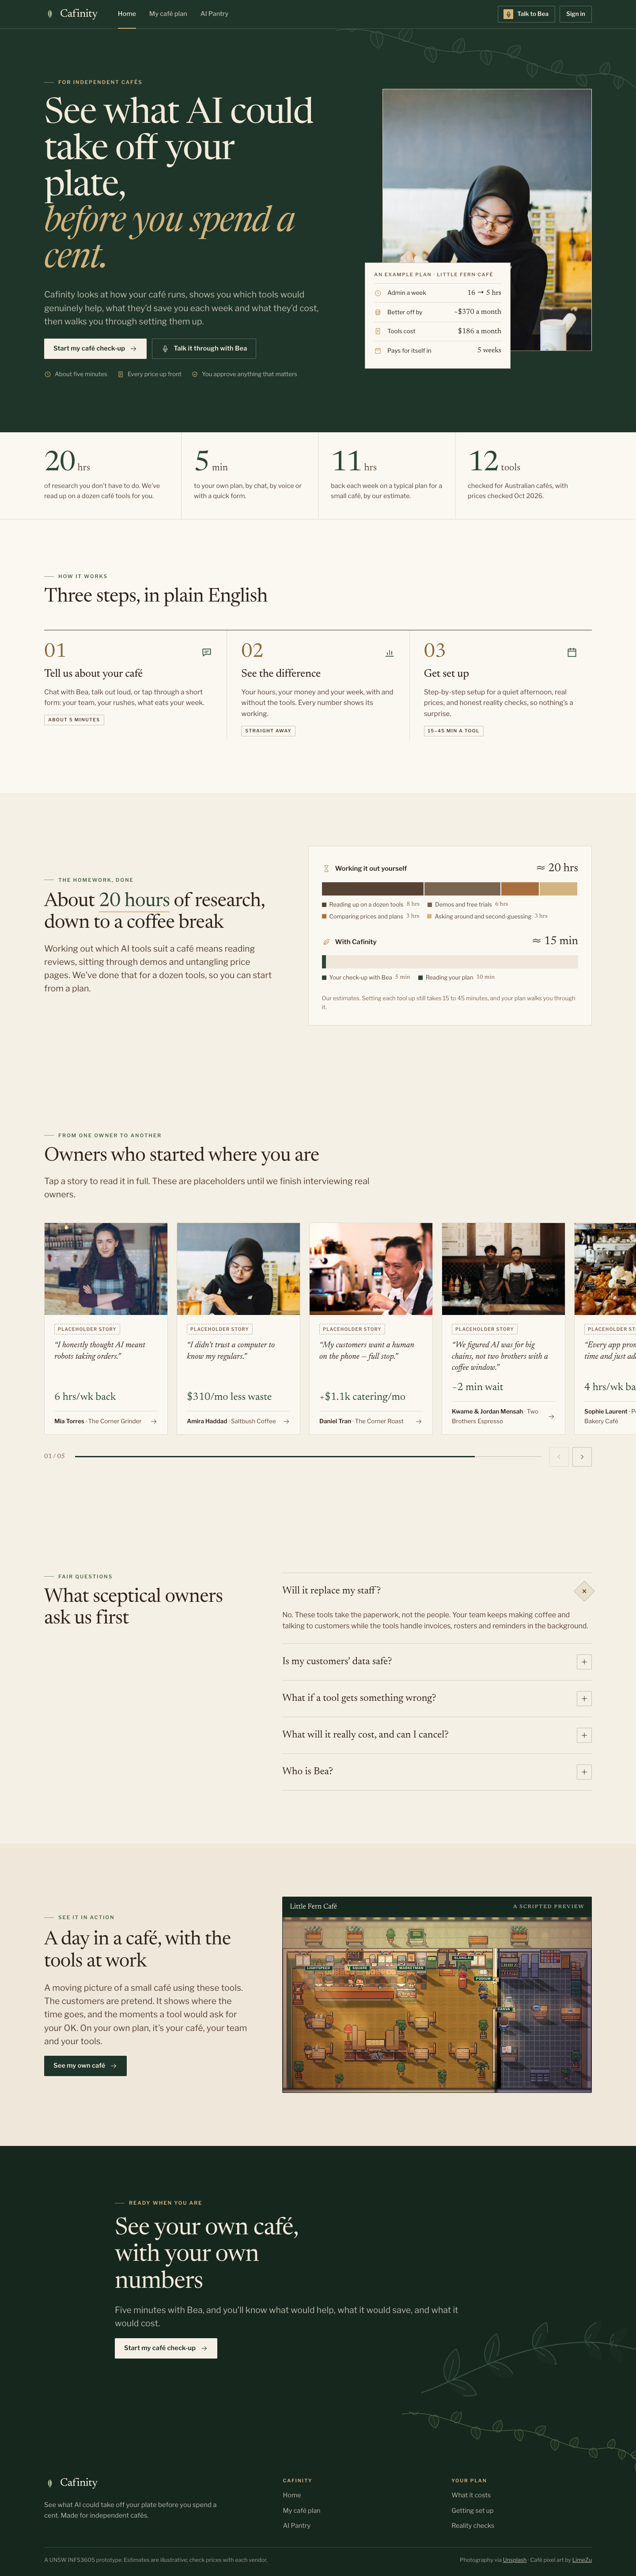 Cafinity
Home
My café plan
AI Pantry
Talk to Bea
Sign in
FOR INDEPENDENT CAFÉS
See what AI could
take off your
plate,
before you spend a
cent.
Cafinity looks at how your café runs, shows you which tools would
genuinely help, what they'd save you each week and what they'd cost,
then walks you through setting them up.
Start my café check-up →
Talk it through with Bea
About five minutes
Every price up front
You approve anything that matters
AN EXAMPLE PLAN · LITTLE FERN CAFÉ
Admin a week 16 → 5 hrs
Better off by ~$370 a month
Tools cost $186 a month
Pays for itself in 5 weeks
20 hrs
of research you don't have to do. We've
read up on a dozen café tools for you.
5 min
to your own plan, by chat, by voice or
with a quick form.
11 hrs
back each week on a typical plan for a
small café, by our estimate.
12 tools
checked for Australian cafés, with
prices checked Oct 2026.
HOW IT WORKS
Three steps, in plain English
01
Tell us about your café
Chat with Bea, talk out loud, or tap through a short
form: your team, your rushes, what eats your week.
ABOUT 5 MINUTES
02
See the difference
Your hours, your money and your week, with and
without the tools. Every number shows its
working.
STRAIGHT AWAY
03
Get set up
Step-by-step setup for a quiet afternoon, real
prices, and honest reality checks, so nothing's a
surprise.
15–45 MIN A TOOL
THE HOMEWORK, DONE
About 20 hours of research,
down to a coffee break
Working out which AI tools suit a café means reading
reviews, sitting through demos and untangling price
pages. We've done that for a dozen tools, so you can start
from a plan.
Working it out yourself ≈ 20 hrs
Reading up on a dozen tools 8 hrs
Demos and free trials 6 hrs
Comparing prices and plans 3 hrs
Asking around and second-guessing 3 hrs
With Cafinity ≈ 15 min
Your check-up with Bea 5 min
Reading your plan 10 min
Our estimates. Setting each tool up still takes 15 to 45 minutes, and your plan walks you through
it.
FROM ONE OWNER TO ANOTHER
Owners who started where you are
Tap a story to read it in full. These are placeholders until we finish interviewing real
owners.
PLACEHOLDER STORY
"I honestly thought AI meant
robots taking orders."
6 hrs/wk back
Mia Torres · The Corner Grinder →
PLACEHOLDER STORY
"I didn't trust a computer to
know my regulars."
$310/mo less waste
Amira Haddad · Saltbush Coffee →
PLACEHOLDER STORY
"My customers want a human
on the phone – full stop."
+$1.1k catering/mo
Daniel Tran · The Corner Roast →
PLACEHOLDER STORY
"We figured AI was for big
chains, not two brothers with a
coffee window."
−2 min wait
Kwame & Jordan Mensah · Two
Brothers Espresso →
PLACEHOLDER STO
"Every app pro
time and just ad
4 hrs/wk ba
Sophie Laurent · P
Bakery Café
01 / 05
FAIR QUESTIONS
What sceptical owners
ask us first
Will it replace my staff?
No. These tools take the paperwork, not the people. Your team keeps making coffee and
talking to customers while the tools handle invoices, rosters and reminders in the background.
Is my customers' data safe?
What if a tool gets something wrong?
What will it really cost, and can I cancel?
Who is Bea?
SEE IT IN ACTION
A day in a café, with the
tools at work
A moving picture of a small café using these tools.
The customers are pretend. It shows where the
time goes, and the moments a tool would ask for
your OK. On your own plan, it's your café, your team
and your tools.
See my own café →
Little Fern Café
A SCRIPTED PREVIEW
LIGHTSPEED
SQUARE
MARKETMAN
CANVA
READY WHEN YOU ARE
See your own café,
with your own
numbers
Five minutes with Bea, and you'll know what would help, what it would save, and what it
would cost.
Start my café check-up →
Cafinity
See what AI could take off your plate before you spend a
cent. Made for independent cafés.
CAFINITY
Home
My café plan
AI Pantry
YOUR PLAN
What it costs
Getting set up
Reality checks
A UNSW INFS3605 prototype. Estimates are illustrative; check prices with each vendor.
Photography via Unsplash · Café pixel art by LimeZu